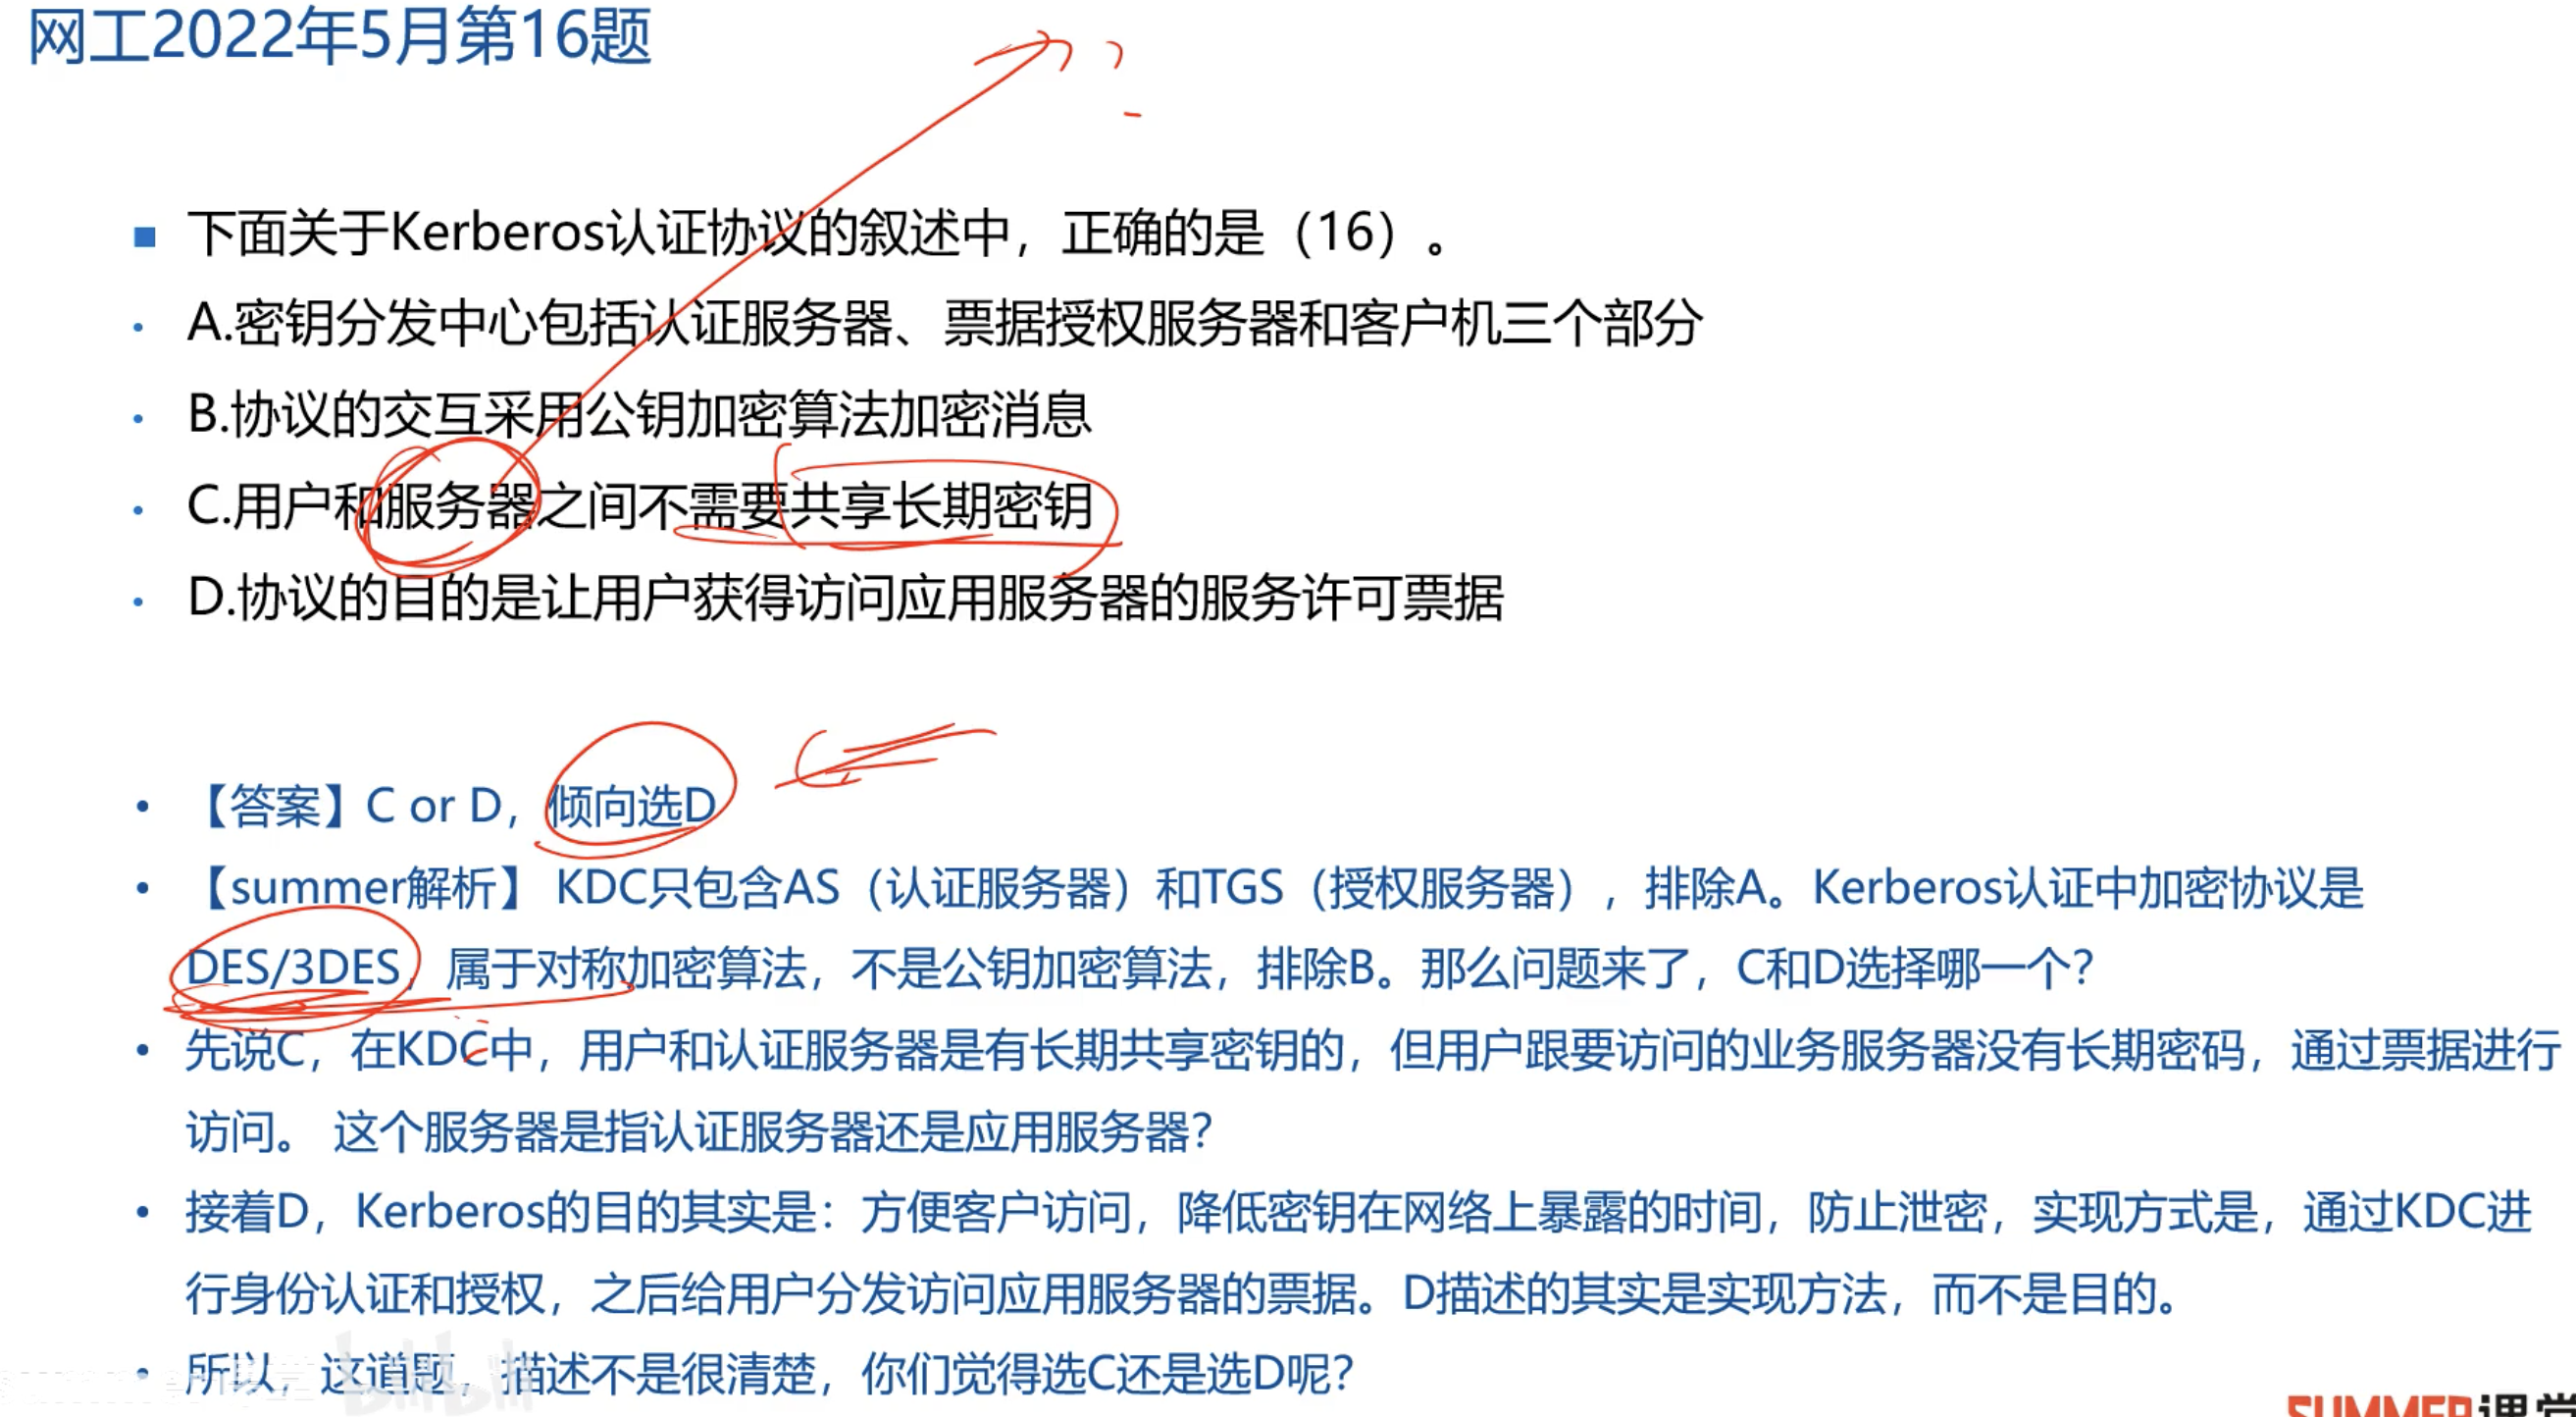 网工2022年5月第16题
下面关于Kerberos认证协议的叙述中，正确的是（16）。
A.密钥分发中心包括认证服务器、票据授权服务器和客户机三个部分
B.协议的交互采用公钥加密算法加密消息
C.用户和服务器之间不需要共享长期密钥
D.协议的目的是让用户获得访问应用服务器的服务许可票据
【答案】C or D，倾向选D
【summer解析】 KDC只包含AS（认证服务器）和TGS（授权服务器），排除A。Kerberos认证中加密协议是
DES/3DES，属于对称加密算法，不是公钥加密算法，排除B。那么问题来了，C和D选择哪一个？
先说C，在KDC中，用户和认证服务器是有长期共享密钥的，但用户跟要访问的业务服务器没有长期密码，通过票据进行
访问。 这个服务器是指认证服务器还是应用服务器？
接着D，Kerberos的目的其实是：方便客户访问，降低密钥在网络上暴露的时间，防止泄密，实现方式是，通过KDC进
行身份认证和授权，之后给用户分发访问应用服务器的票据。D描述的其实是实现方法，而不是目的。
所以，这道题，描述不是很清楚，你们觉得选C还是选D呢？
bilibili
SUMMER课堂